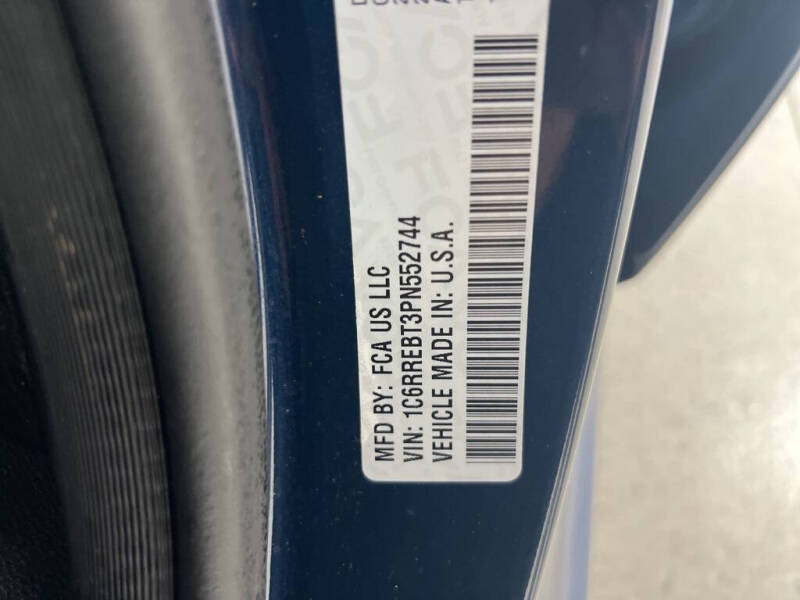 MFD BY: FCA US LLC
VIN: 1C6RREBT3PN552744
VEHICLE MADE IN: U.S.A.